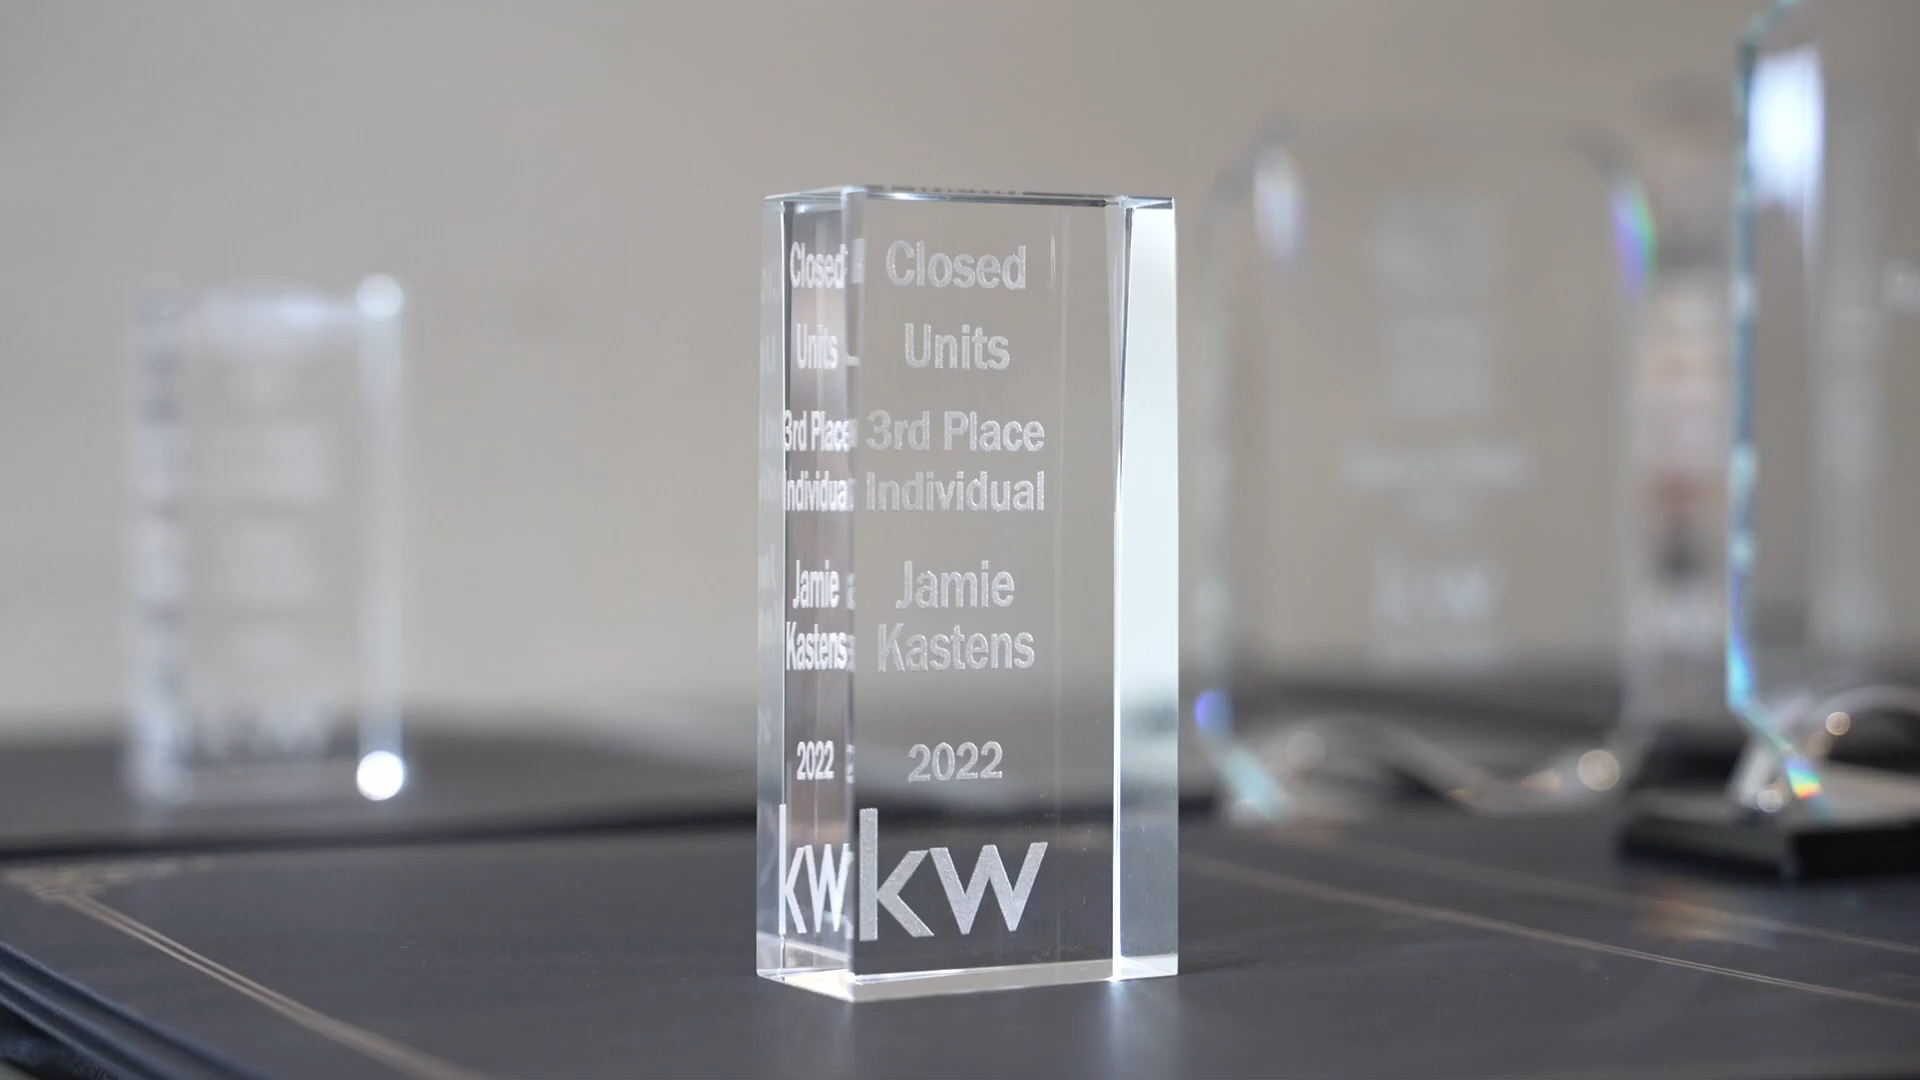 Closed
Units
3rd Place
Individual
Jamie
Kastens
2022
kw